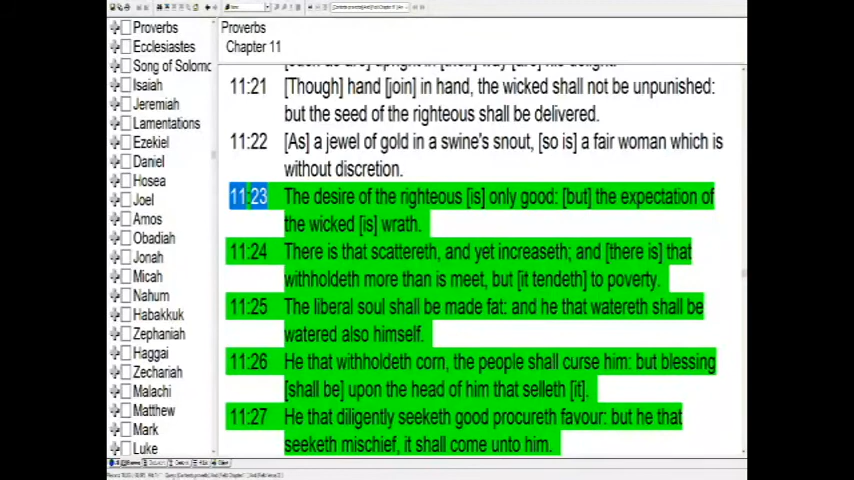 Proverbs
Ecclesiastes
Song of Solomo
Isaiah
Jeremiah
Lamentations
Ezekiel
Daniel
Hosea
Joel
Amos
Obadiah
Jonah
Micah
Nahum
Habakkuk
Zephaniah
Haggai
Zechariah
Malachi
Matthew
Mark
Luke
Proverbs
Chapter 11
11:21 [Though] hand [join] in hand, the wicked shall not be unpunished:
but the seed of the righteous shall be delivered.
11:22 [As] a jewel of gold in a swine's snout, [so is] a fair woman which is
without discretion.
11:23 The desire of the righteous [is] only good: [but] the expectation of
the wicked [is] wrath.
11:24 There is that scattereth, and yet increaseth; and [there is] that
withholdeth more than is meet, but [it tendeth] to poverty.
11:25 The liberal soul shall be made fat: and he that watereth shall be
watered also himself.
11:26 He that withholdeth corn, the people shall curse him: but blessing
[shall be] upon the head of him that selleth [it].
11:27 He that diligently seeketh good procureth favour: but he that
seeketh mischief, it shall come unto him.